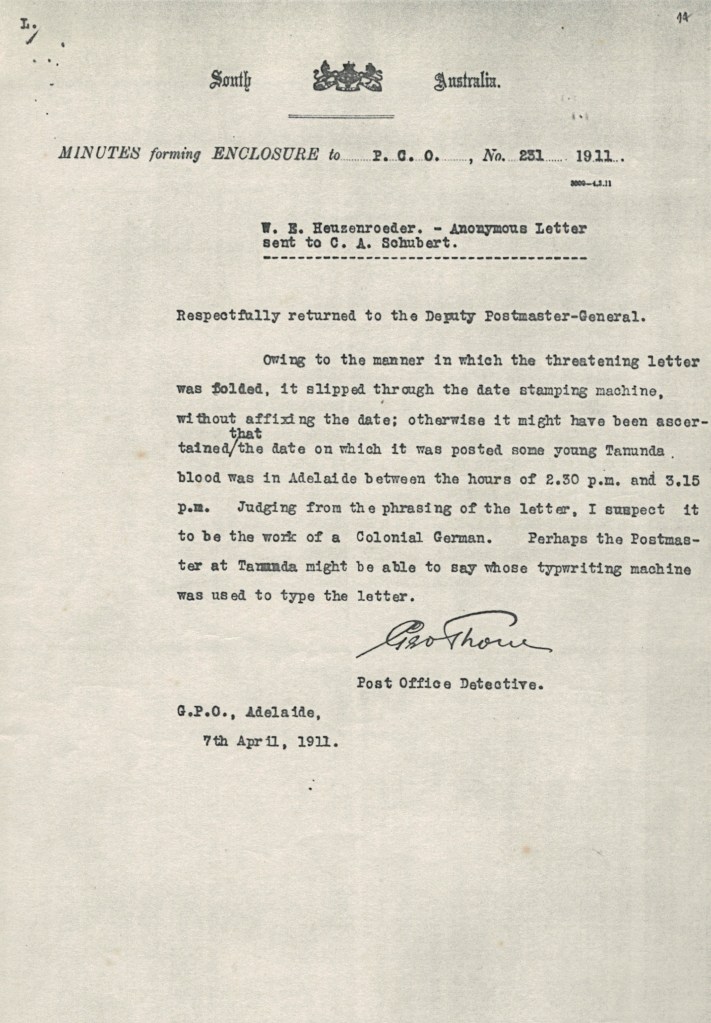 L.
14
South Australia.
MINUTES forming ENCLOSURE to P. C. O. , No. 231 1911.
3000—4.2.11
W. E. Heuzenroeder. - Anonymous Letter
sent to C. A. Schubert.
Respectfully returned to the Deputy Postmaster-General.
Owing to the manner in which the threatening letter
was folded, it slipped through the date stamping machine,
without affixing the date; otherwise it might have been ascer-
that
tained/the date on which it was posted some young Tanunda
blood was in Adelaide between the hours of 2.30 p.m. and 3.15
p.m. Judging from the phrasing of the letter, I suspect it
to be the work of a Colonial German. Perhaps the Postmas-
ter at Tanunda might be able to say whose typwriting machine
was used to type the letter.
Post Office Detective.
G.P.O., Adelaide,
7th April, 1911.